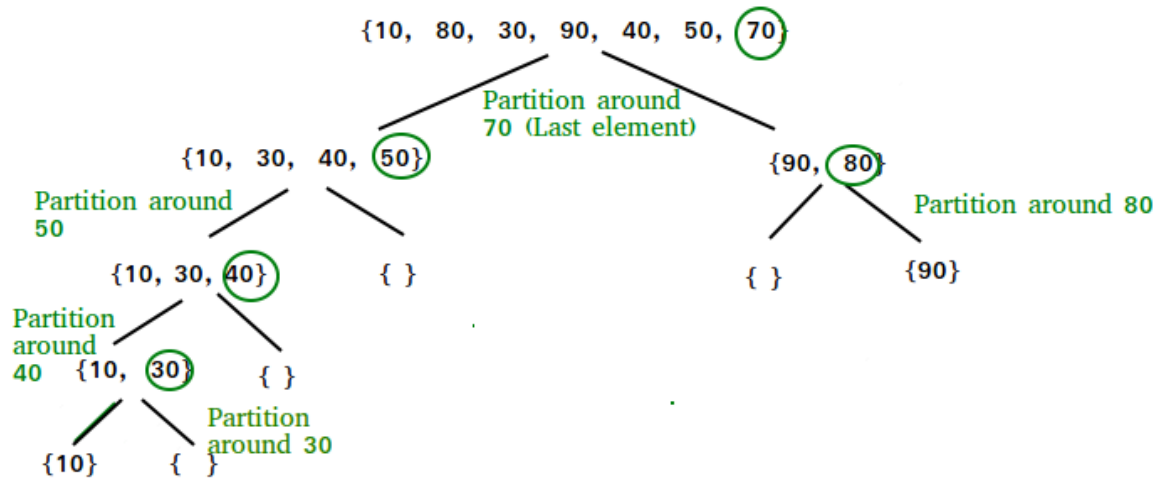 {10, 80, 30, 90, 40, 50, 70}
Partition around
70 (Last element)
{10, 30, 40, 50}
{90, 80}
Partition around
50
Partition around 80
{10, 30, 40}
{ }
{ }
{90}
Partition
around
40
{10, 30}
{ }
Partition
around 30
{10}
{ }